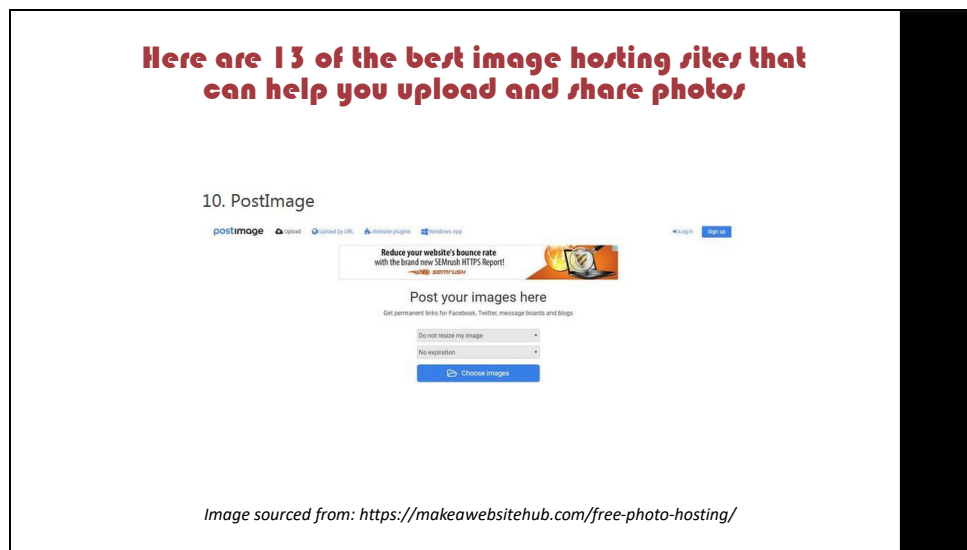 Here are 13 of the best image hosting sites that
can help you upload and share photos
10. PostImage
postimage Upload Upload by URL Website plugins Windows App Log in Sign up
Reduce your website's bounce rate
with the brand new SEMrush HTTPS Report!
SEMRUSH
Post your images here
Get permanent links for Facebook, Twitter, message boards and blogs
Do not resize my image
No expiration
Choose images
Image sourced from: https://makeawebsitehub.com/free-photo-hosting/